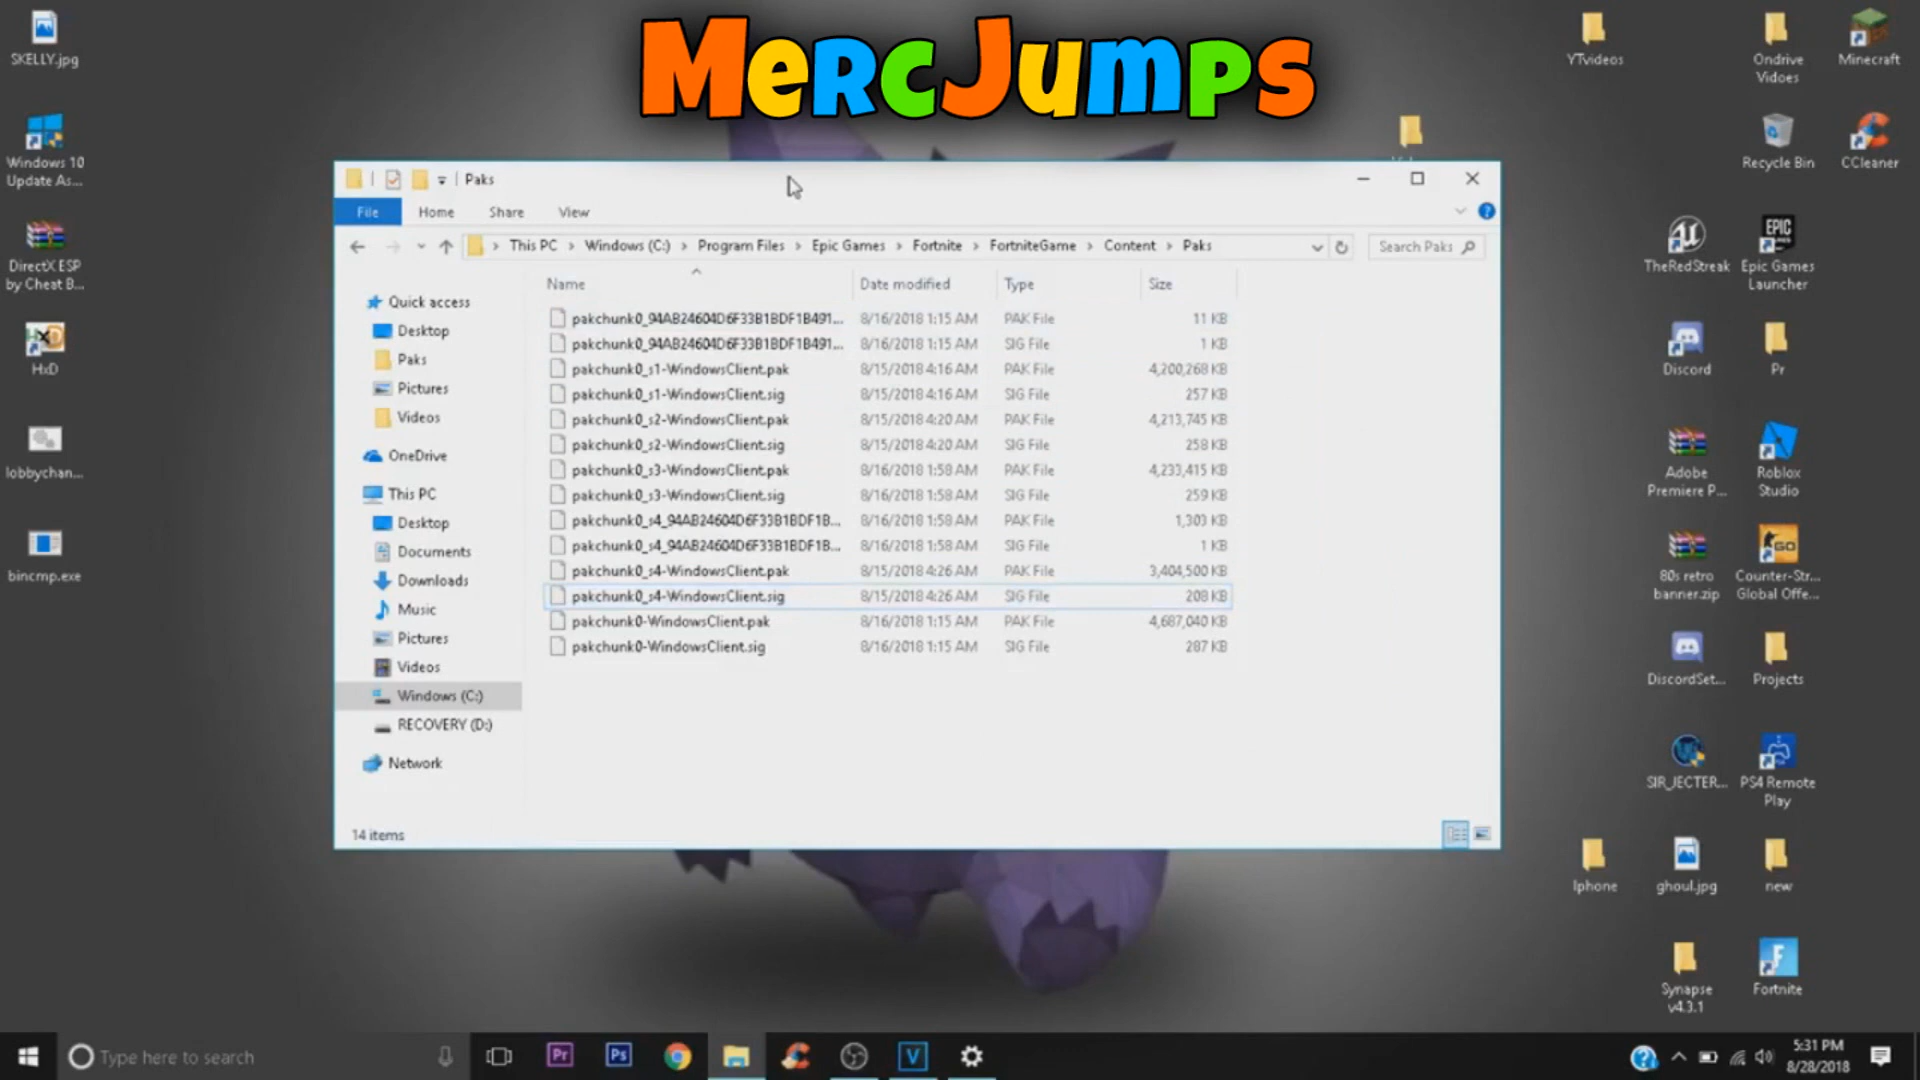 MercJumps
SKELLY.jpg
Windows 10
Update As...
DirectX ESP
by Cheat B...
HxD
lobbychan...
bincmp.exe
Paks
File Home Share View
This PC > Windows (C:) > Program Files > Epic Games > Fortnite > FortniteGame > Content > Paks
Search Paks
Name Date modified Type Size
pakchunk0_94AB24604D6F33B1BDF1B491... 8/16/2018 1:15 AM PAK File 11 KB
pakchunk0_94AB24604D6F33B1BDF1B491... 8/16/2018 1:15 AM SIG File 1 KB
pakchunk0_s1-WindowsClient.pak 8/15/2018 4:16 AM PAK File 4,200,268 KB
pakchunk0_s1-WindowsClient.sig 8/15/2018 4:16 AM SIG File 257 KB
pakchunk0_s2-WindowsClient.pak 8/15/2018 4:20 AM PAK File 4,213,745 KB
pakchunk0_s2-WindowsClient.sig 8/15/2018 4:20 AM SIG File 258 KB
pakchunk0_s3-WindowsClient.pak 8/16/2018 1:58 AM PAK File 4,233,415 KB
pakchunk0_s3-WindowsClient.sig 8/16/2018 1:58 AM SIG File 259 KB
pakchunk0_s4_94AB24604D6F33B1BDF1B... 8/16/2018 1:58 AM PAK File 1,303 KB
pakchunk0_s4_94AB24604D6F33B1BDF1B... 8/16/2018 1:58 AM SIG File 1 KB
pakchunk0_s4-WindowsClient.pak 8/15/2018 4:26 AM PAK File 3,404,500 KB
pakchunk0_s4-WindowsClient.sig 8/15/2018 4:26 AM SIG File 208 KB
pakchunk0-WindowsClient.pak 8/16/2018 1:15 AM PAK File 4,687,040 KB
pakchunk0-WindowsClient.sig 8/16/2018 1:15 AM SIG File 287 KB
Quick access
Desktop
Paks
Pictures
Videos
OneDrive
This PC
Desktop
Documents
Downloads
Music
Pictures
Videos
Windows (C:)
RECOVERY (D:)
Network
14 items
YTvideos
Ondrive
Vidoes
Minecraft
Recycle Bin
CCleaner
TheRedStreak
Epic Games
Launcher
Discord
Pr
Adobe
Premiere P...
Roblox
Studio
80s retro
banner.zip
GO
Counter-Str...
Global Offe...
DiscordSet...
Projects
SIR_JECTER...
PS4 Remote
Play
Iphone
ghoul.jpg
new
Synapse
v4.3.1
Fortnite
Type here to search
Pr
Ps
V
5:31 PM
8/28/2018